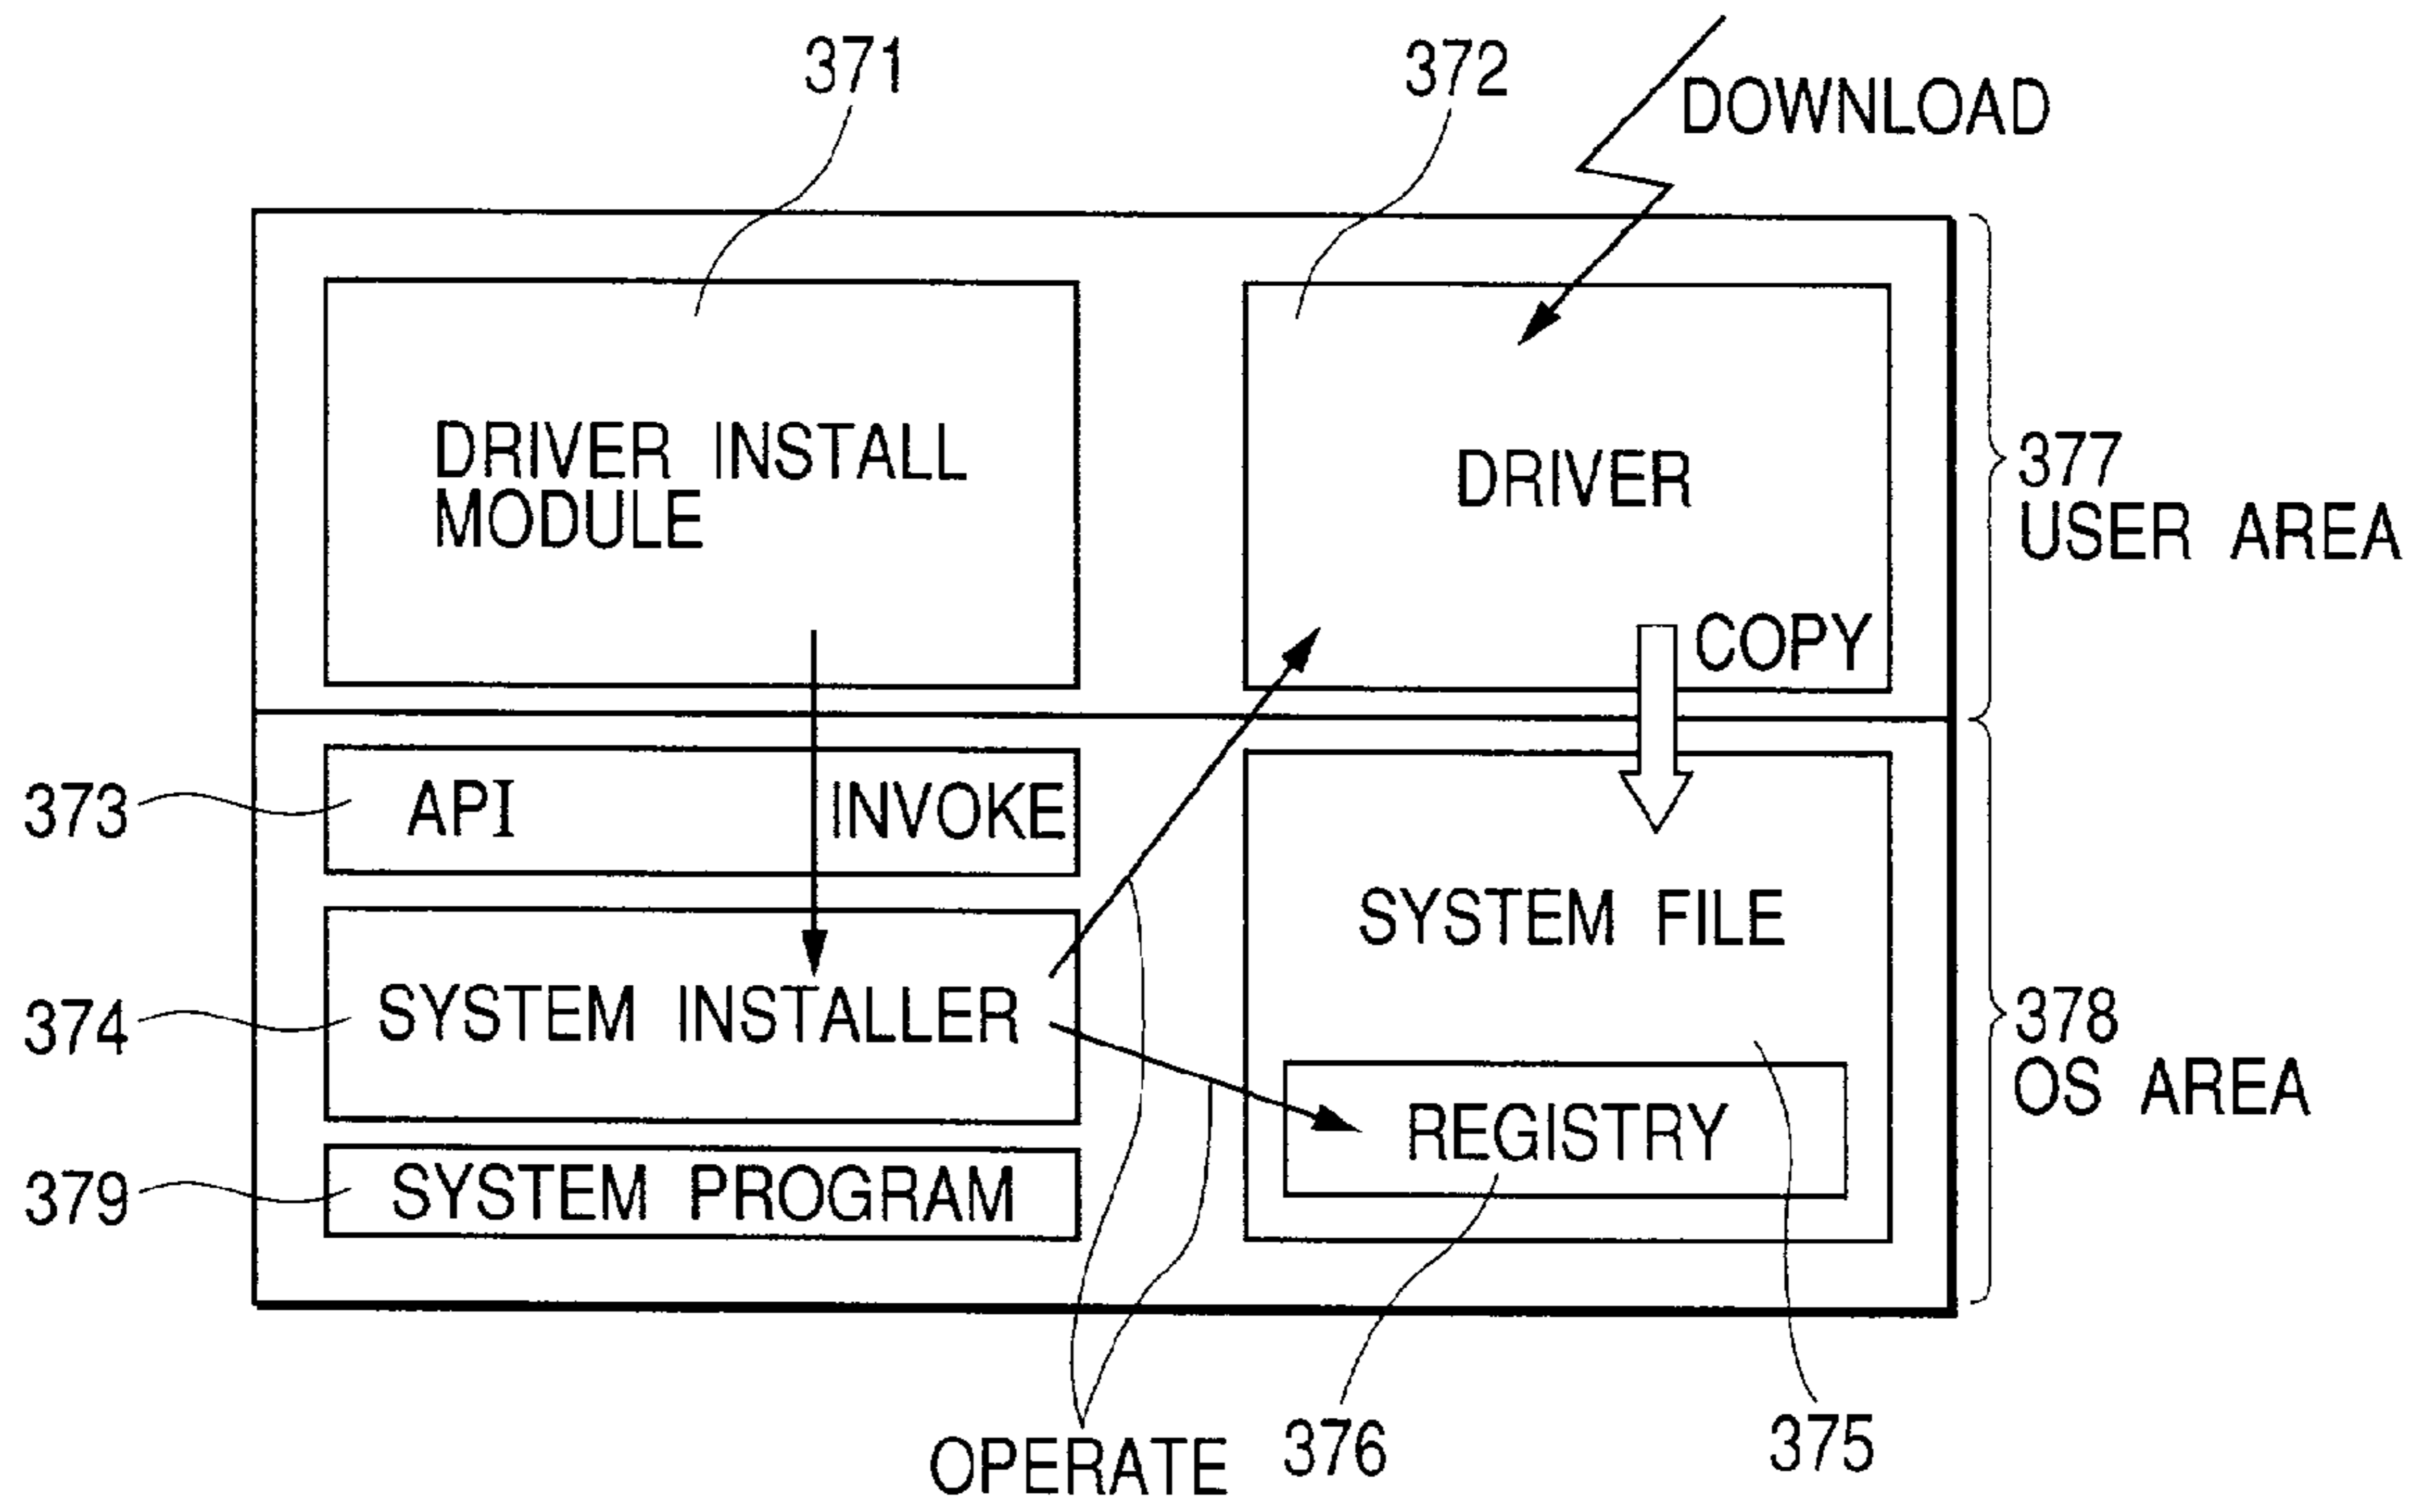 371
372
DOWNLOAD
DRIVER INSTALL
MODULE
DRIVER
COPY
377
USER AREA
373
API
INVOKE
SYSTEM FILE
374
SYSTEM INSTALLER
378
OS AREA
REGISTRY
379
SYSTEM PROGRAM
OPERATE
376
375